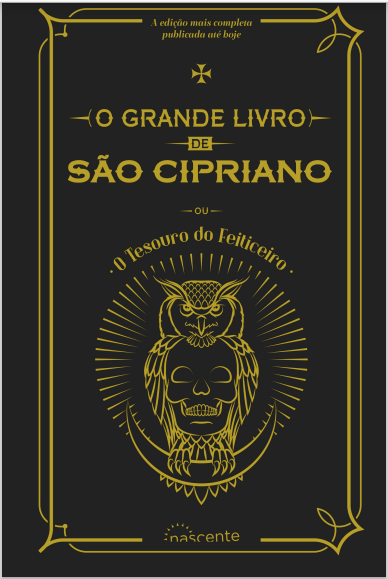 A edição mais completa
publicada até hoje
O GRANDE LIVRO
DE
SÃO CIPRIANO
OU
O Tesouro do Feiticeiro
nascente